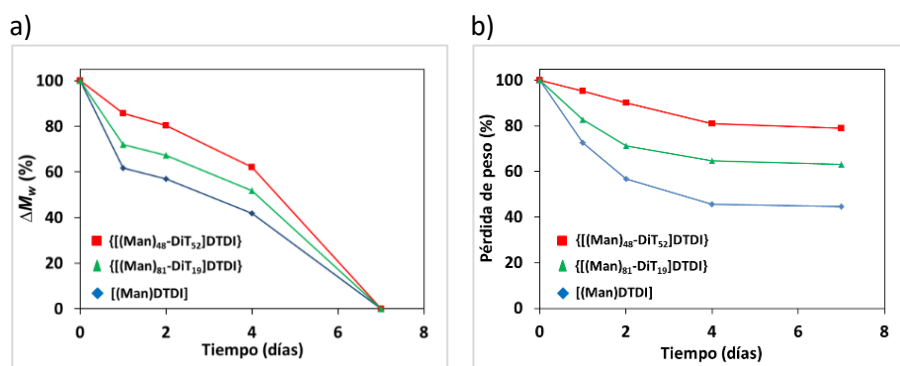 a)
ΔMw (%)
100
80
60
40
20
0
{[(Man)48-DiT52]DTDI}
{[(Man)81-DiT19]DTDI}
[(Man)DTDI]
0 2 4 6 8
Tiempo (días)
b)
Pérdida de peso (%)
100
80
60
40
20
0
{[(Man)48-DiT52]DTDI}
{[(Man)81-DiT19]DTDI}
[(Man)DTDI]
0 2 4 6 8
Tiempo (días)